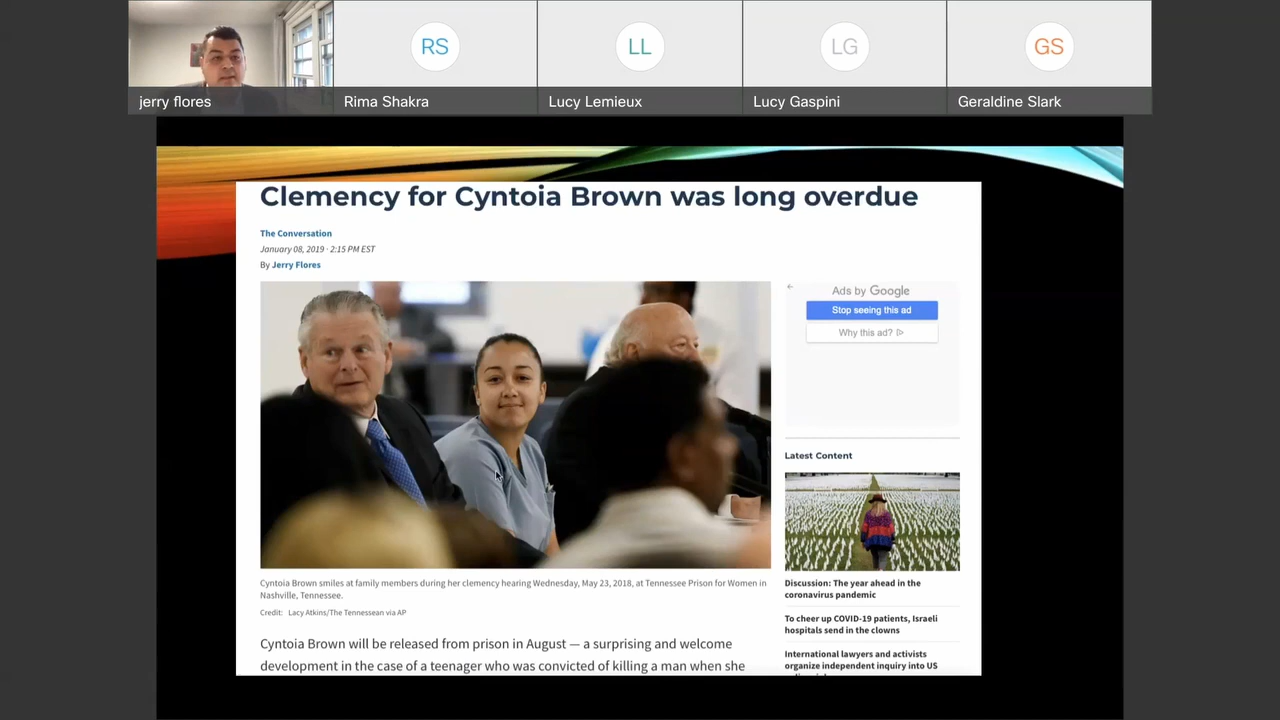 RS
LL
LG
GS
jerry flores
Rima Shakra
Lucy Lemieux
Lucy Gaspini
Geraldine Slark
Clemency for Cyntoia Brown was long overdue
The Conversation
January 08, 2019 · 2:15 PM EST
By Jerry Flores
Ads by Google
Stop seeing this ad
Why this ad?
Latest Content
Discussion: The year ahead in the
coronavirus pandemic
To cheer up COVID-19 patients, Israeli
hospitals send in the clowns
International lawyers and activists
organize independent inquiry into US
Cyntoia Brown smiles at family members during her clemency hearing Wednesday, May 23, 2018, at Tennessee Prison for Women in
Nashville, Tennessee.
Credit: Lacy Atkins/The Tennessean via AP
Cyntoia Brown will be released from prison in August — a surprising and welcome
development in the case of a teenager who was convicted of killing a man when she